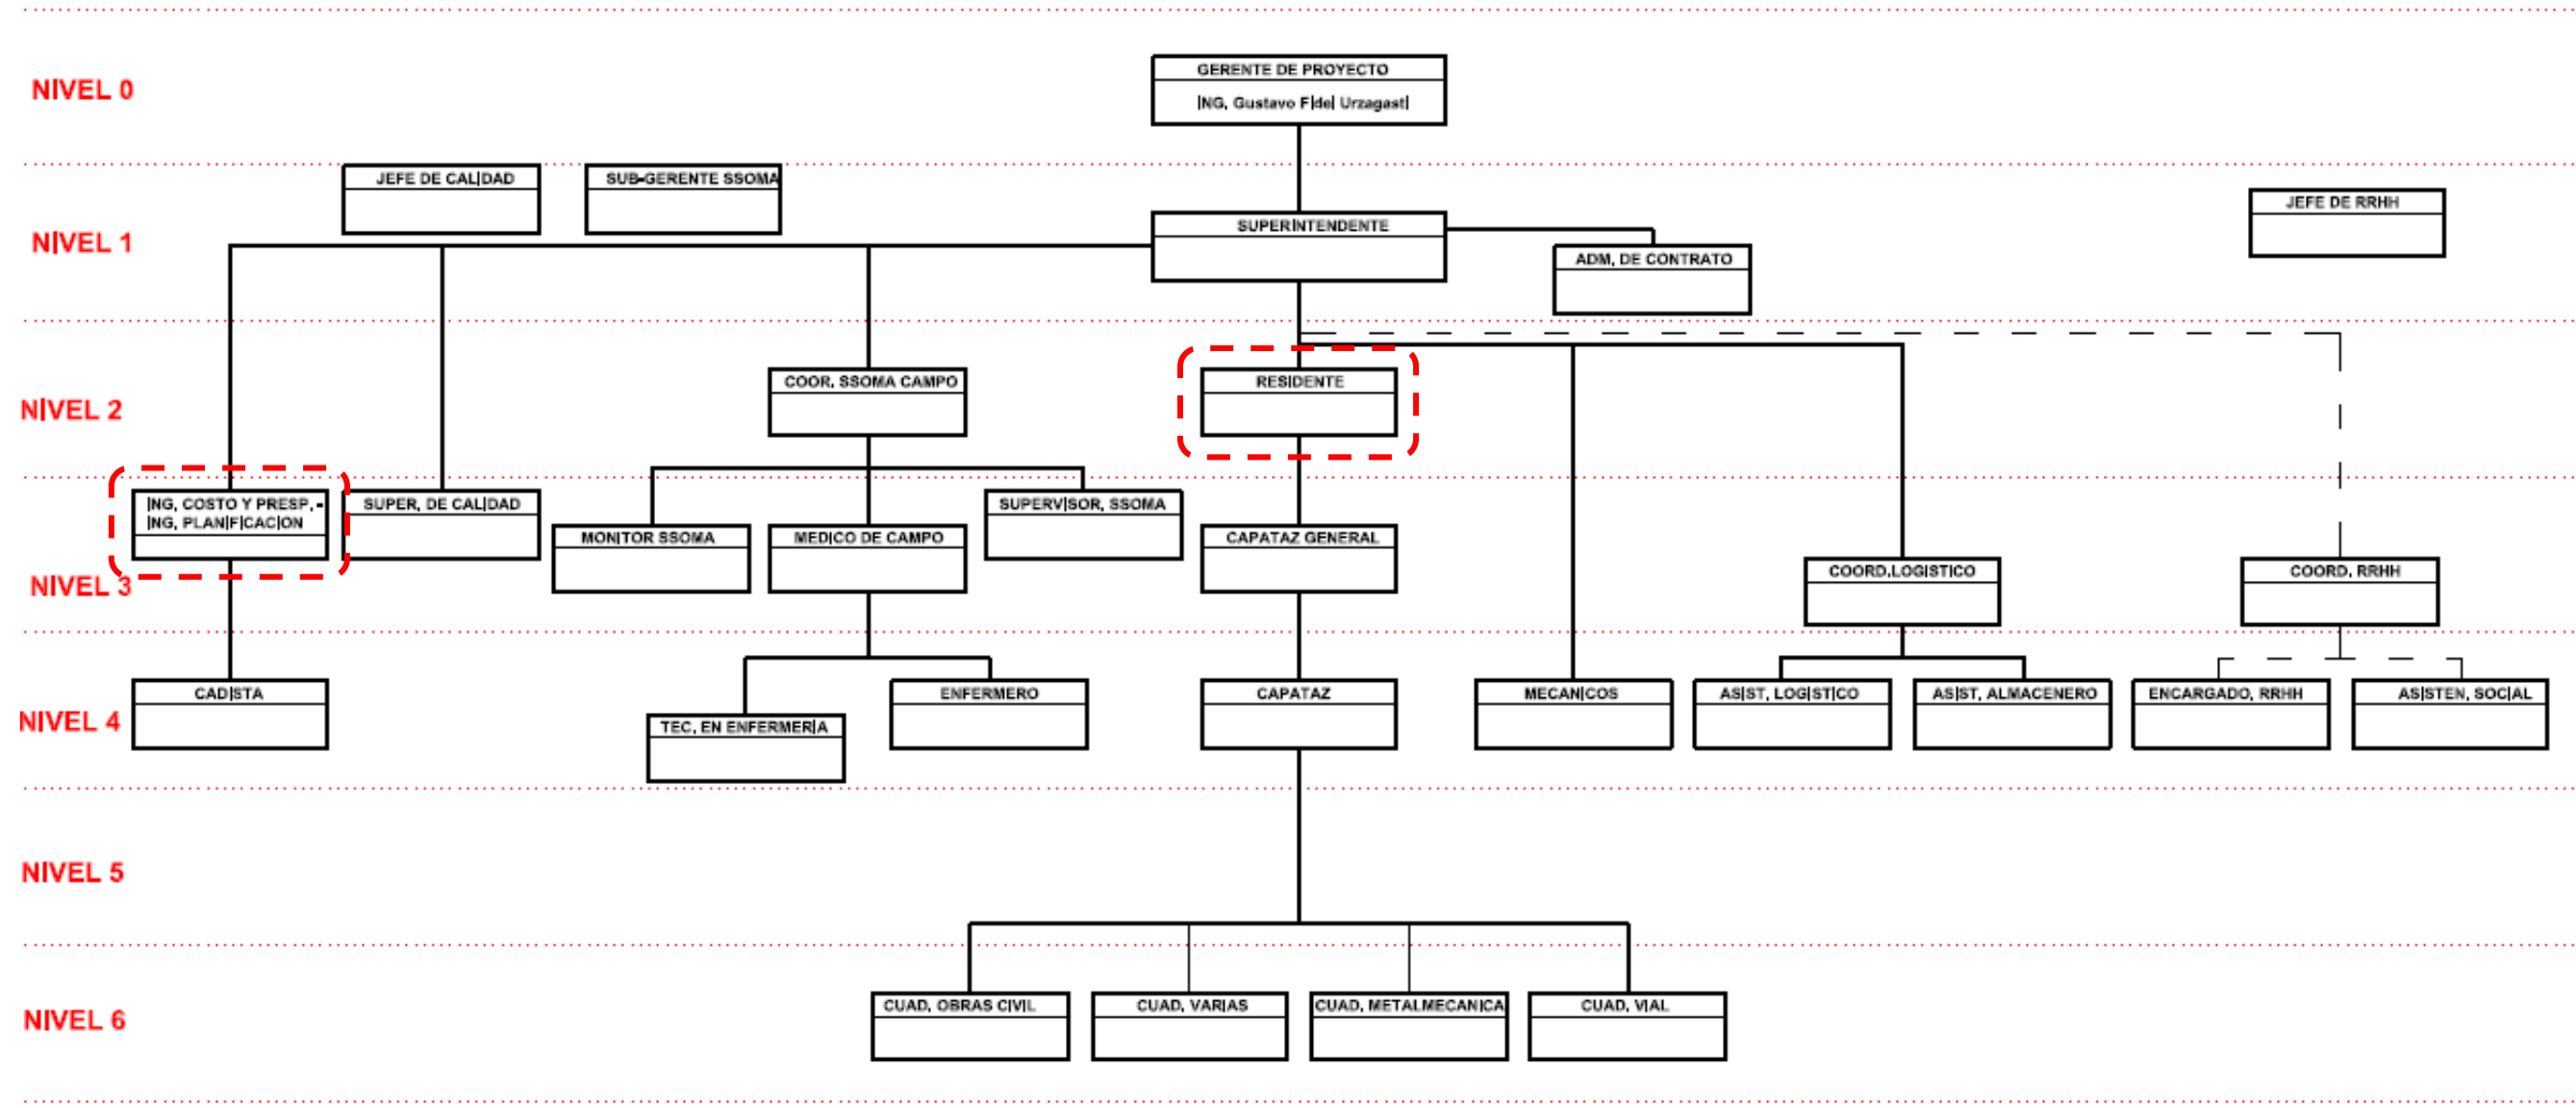 NIVEL 0
GERENTE DE PROYECTO
ING. Gustavo Fidel Urzagasti
NIVEL 1
JEFE DE CALIDAD
SUB-GERENTE SSOMA
JEFE DE RRHH
SUPERINTENDENTE
ADM. DE CONTRATO
NIVEL 2
COOR. SSOMA CAMPO
RESIDENTE
NIVEL 3
ING. COSTO Y PRESP. -
ING. PLANIFICACION
SUPER. DE CALIDAD
MONITOR SSOMA
MEDICO DE CAMPO
SUPERVISOR. SSOMA
CAPATAZ GENERAL
COORD.LOGISTICO
COORD. RRHH
NIVEL 4
CADISTA
TEC. EN ENFERMERIA
ENFERMERO
CAPATAZ
MECANICOS
ASIST. LOGISTICO
ASIST. ALMACENERO
ENCARGADO. RRHH
ASISTEN. SOCIAL
NIVEL 5
NIVEL 6
CUAD. OBRAS CIVIL
CUAD. VARIAS
CUAD. METALMECANICA
CUAD. VIAL